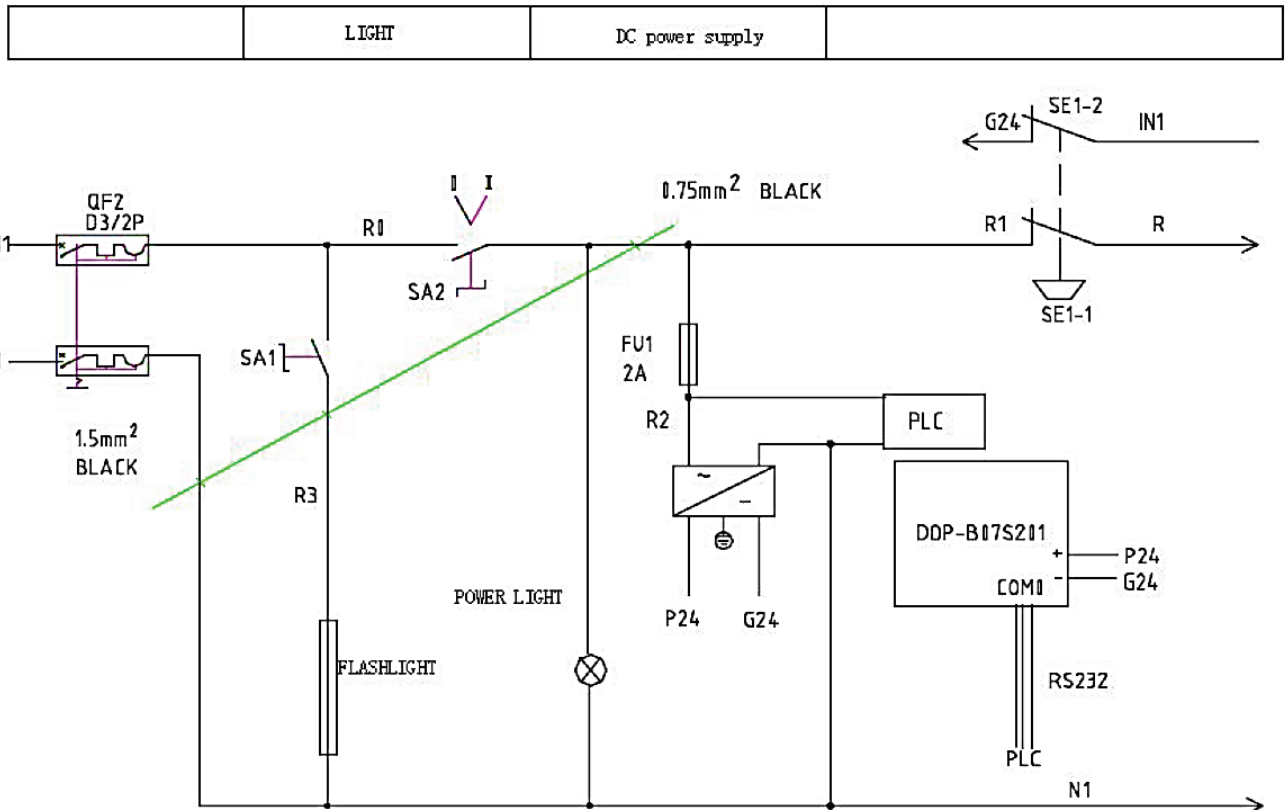 LIGHT
DC power supply
G24
SE1-2
IN1
QF2
D3/2P
0 I
0.75mm² BLACK
R0
R1
R
SA2
SE1-1
SA1
FU1
2A
R2
PLC
1.5mm²
BLACK
R3
~
–
DOP-B07S201
+
P24
–
G24
COM0
POWER LIGHT
P24
G24
FLASHLIGHT
RS232
PLC
N1